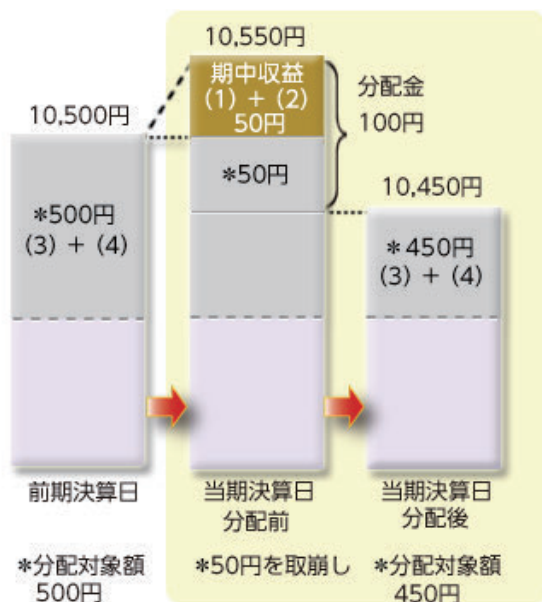 10,550円
期中収益
(1) + (2)
50円
分配金
100円
10,500円
*50円
10,450円
*500円
(3) + (4)
*450円
(3) + (4)
前期決算日
当期決算日
分配前
当期決算日
分配後
*分配対象額
500円
*50円を取崩し
*分配対象額
450円